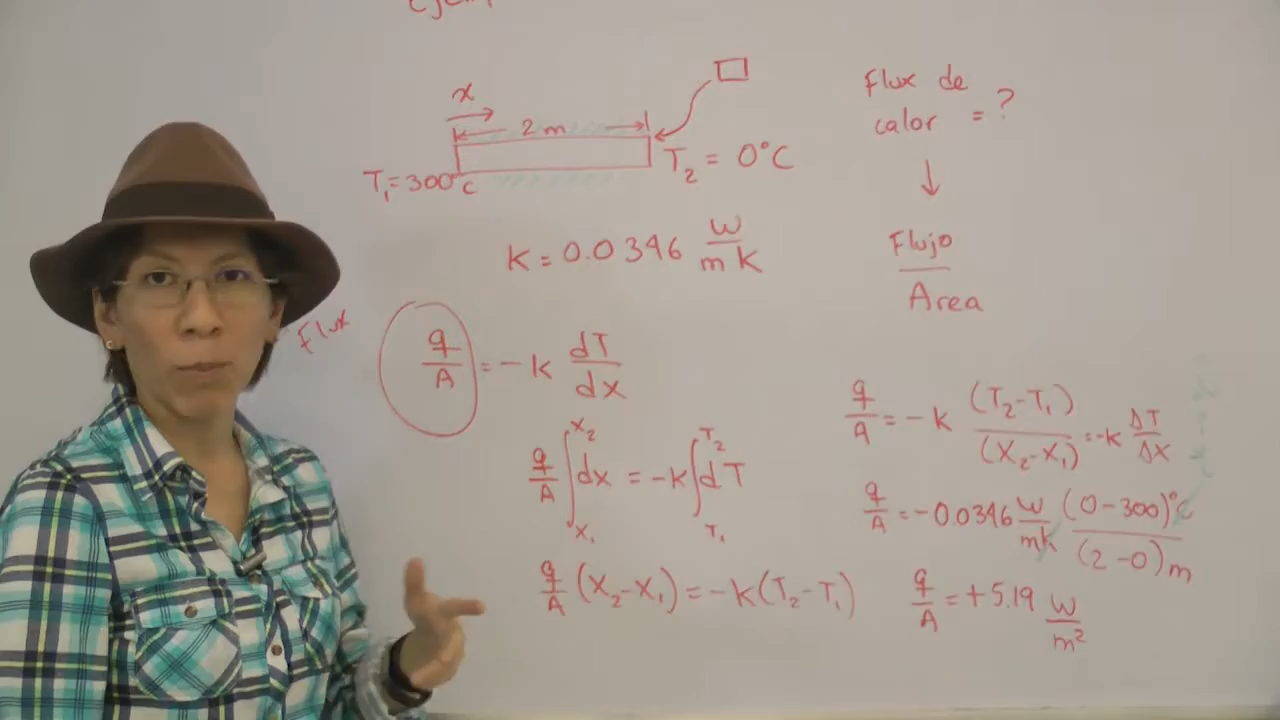 x
2 m
T₁=300°C
T₂ = 0°C
k = 0.0346 W/m k
Flux de
calor = ?
↓
Flujo
Area
Flux
q/A = -k dT/dx
q/A ∫ₓ₁ˣ² dx = -k ∫_T₁^T₂ dT
q/A (x₂-x₁) = -k(T₂-T₁)
q/A = -k (T₂-T₁)/(x₂-x₁) = -k ΔT/Δx
q/A = -0.0346 W/mk (0-300)°C/(2-0)m
q/A = +5.19 W/m²